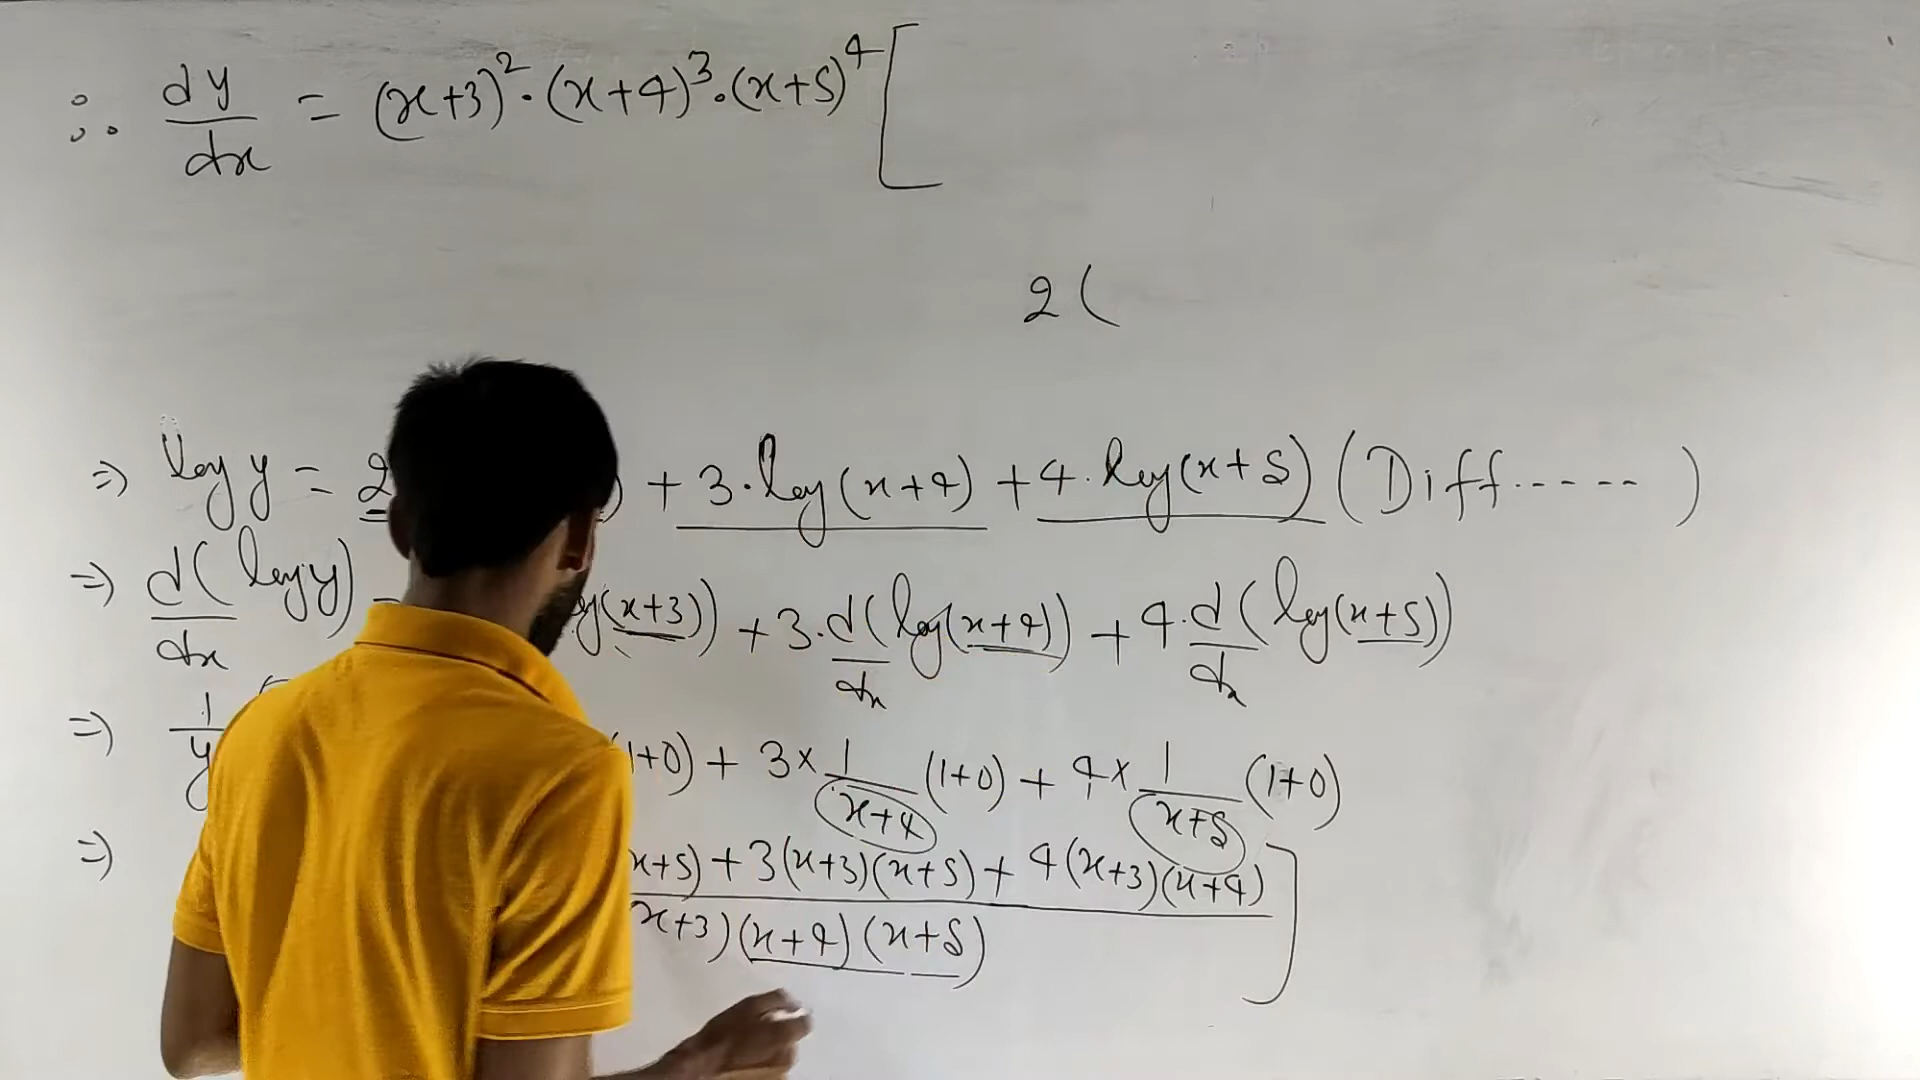 ∴ dy/dx = (x+3)²·(x+4)³·(x+5)⁴ [
2 (
⇒ log y = 2 ) + 3·log(x+4) + 4·log(x+5) (Diff..... )
⇒ d/dx (log y) (x+3)) + 3·d/dx (log(x+4)) + 4·d/dx (log(x+5))
⇒ 1/y (1+0) + 3×1/(x+4) (1+0) + 4×1/(x+5) (1+0)
⇒ x+5) + 3(x+3)(x+5) + 4(x+3)(x+4) ]
x+3)(x+4)(x+5)